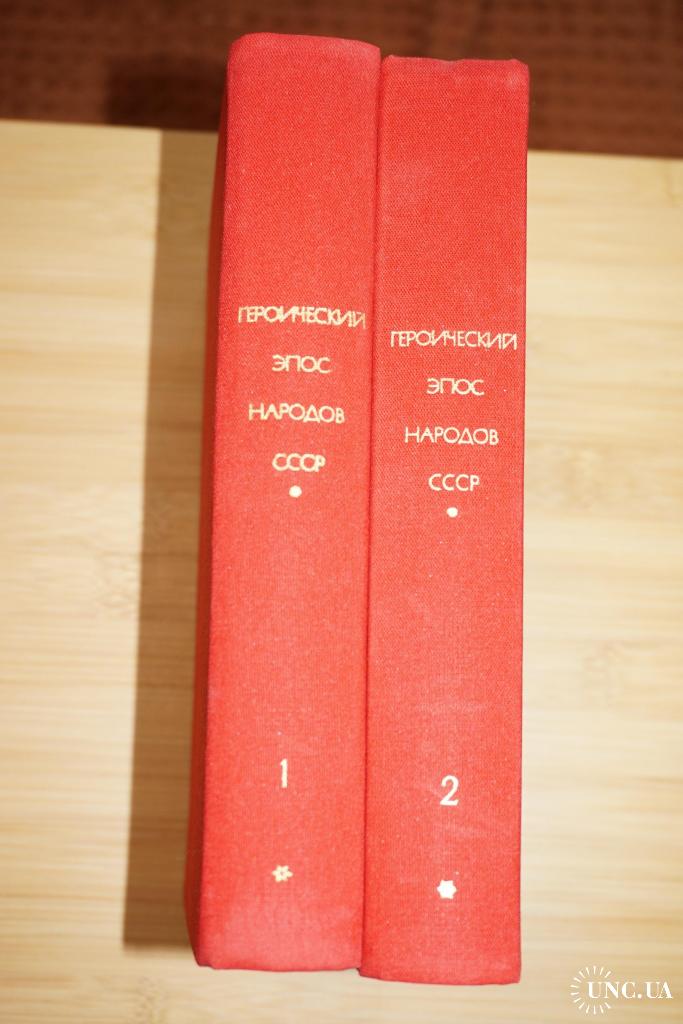 ГЕРОИЧЕСКИЙ
ЭПОС
НАРОДОВ
СССР
1
ГЕРОИЧЕСКИЙ
ЭПОС
НАРОДОВ
СССР
2
UNC.UA